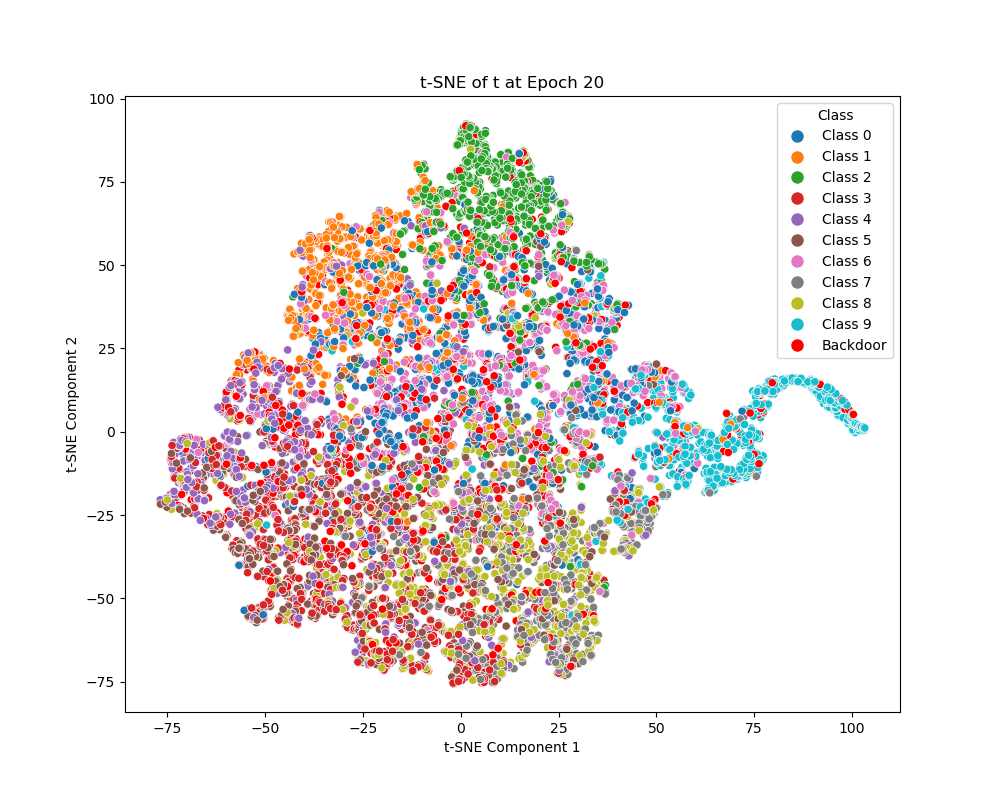 t-SNE of t at Epoch 20
100
75
50
25
0
−25
−50
−75
t-SNE Component 2
−75
−50
−25
0
25
50
75
100
t-SNE Component 1
Class
Class 0
Class 1
Class 2
Class 3
Class 4
Class 5
Class 6
Class 7
Class 8
Class 9
Backdoor